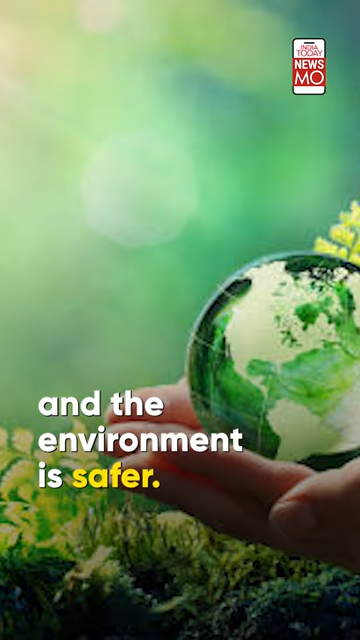 INDIA
TODAY
NEWS
MO
and the
environment
is safer.